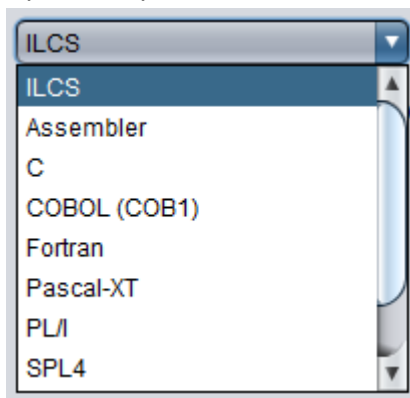 ILCS
ILCS
Assembler
C
COBOL (COB1)
Fortran
Pascal-XT
PL/I
SPL4